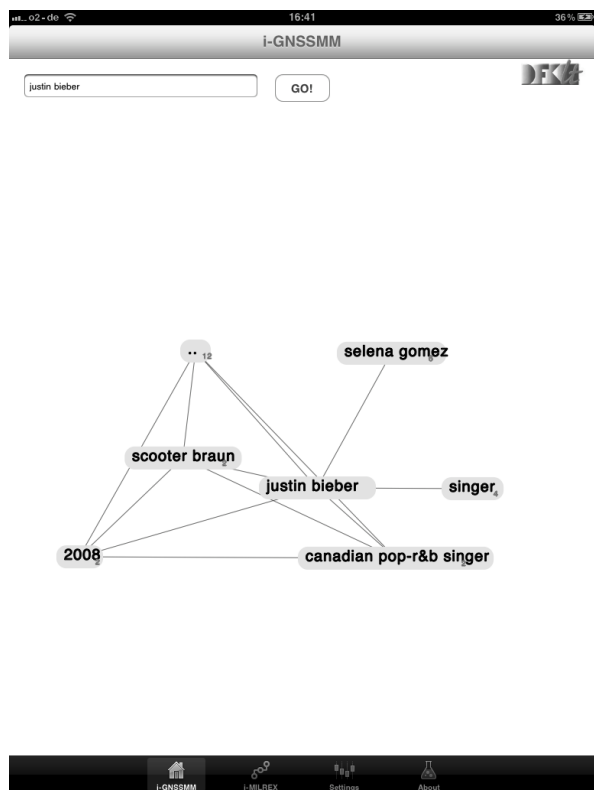 o2-de 16:41 36%
i-GNSSMM
justin bieber GO! DFKI
.. 12
selena gomez
scooter braun 2
justin bieber
singer 4
2008 2
canadian pop-r&b singer
i-GNSSMM i-MILREX Settings About